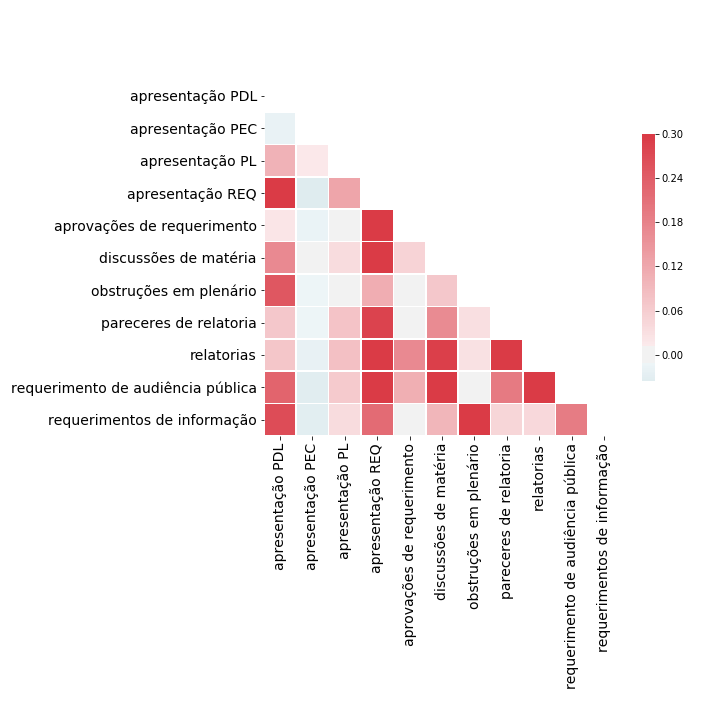 apresentação PDL
apresentação PEC
apresentação PL
apresentação REQ
aprovações de requerimento
discussões de matéria
obstruções em plenário
pareceres de relatoria
relatorias
requerimento de audiência pública
requerimentos de informação
apresentação PDL
apresentação PEC
apresentação PL
apresentação REQ
aprovações de requerimento
discussões de matéria
obstruções em plenário
pareceres de relatoria
relatorias
requerimento de audiência pública
requerimentos de informação
0.30
0.24
0.18
0.12
0.06
0.00